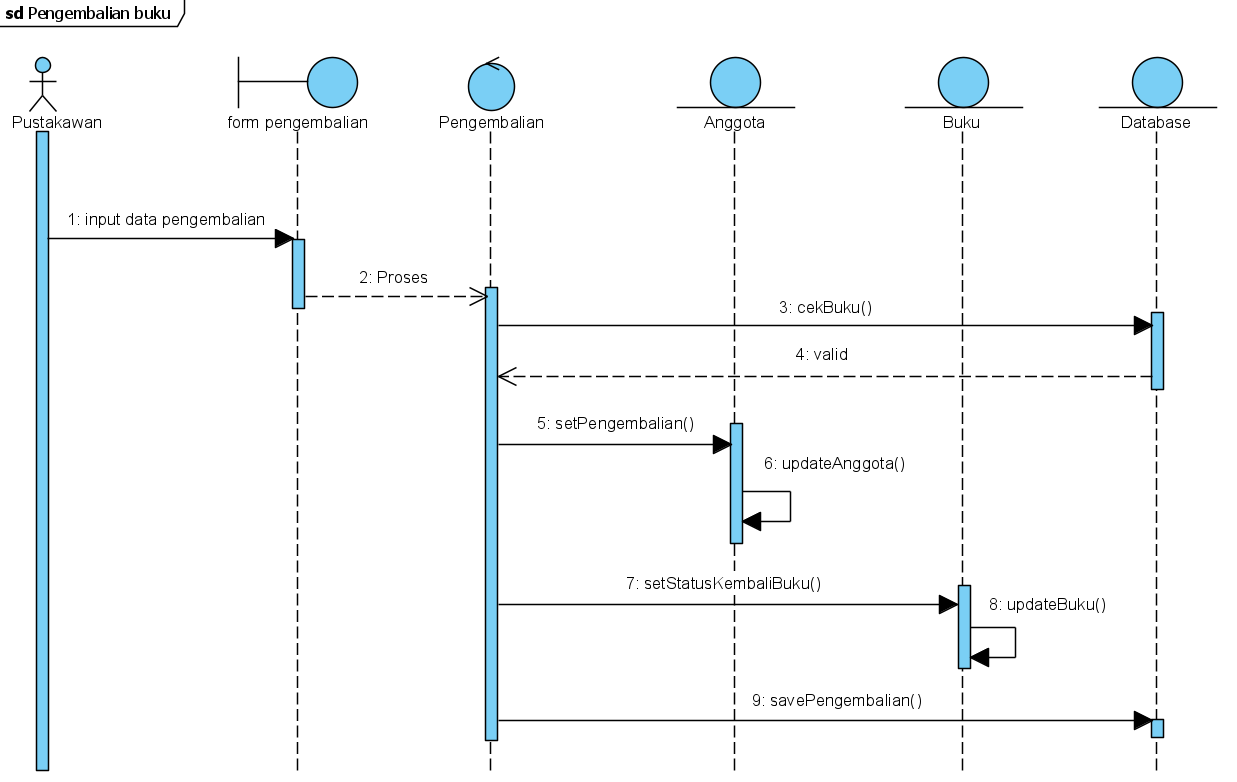 sd Pengembalian buku
Pustakawan
form pengembalian
Pengembalian
Anggota
Buku
Database
1: input data pengembalian
2: Proses
3: cekBuku()
4: valid
5: setPengembalian()
6: updateAnggota()
7: setStatusKembaliBuku()
8: updateBuku()
9: savePengembalian()